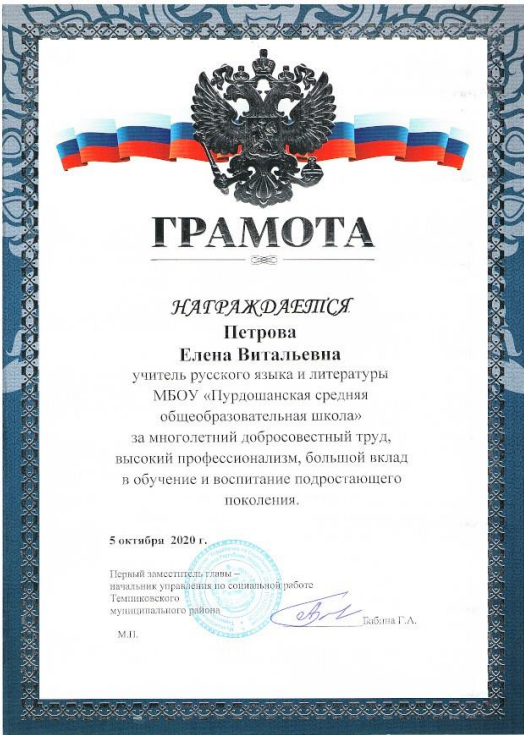 ГРАМОТА
НАГРАЖДАЕТСЯ
Петрова
Елена Витальевна
учитель русского языка и литературы
МБОУ «Пурдошанская средняя
общеобразовательная школа»
за многолетний добросовестный труд,
высокий профессионализм, большой вклад
в обучение и воспитание подростающего
поколения.
5 октября 2020 г.
Первый заместитель главы –
начальник управления по социальной работе
Темниковского
муниципального района
Бабина Г.А.
М.П.